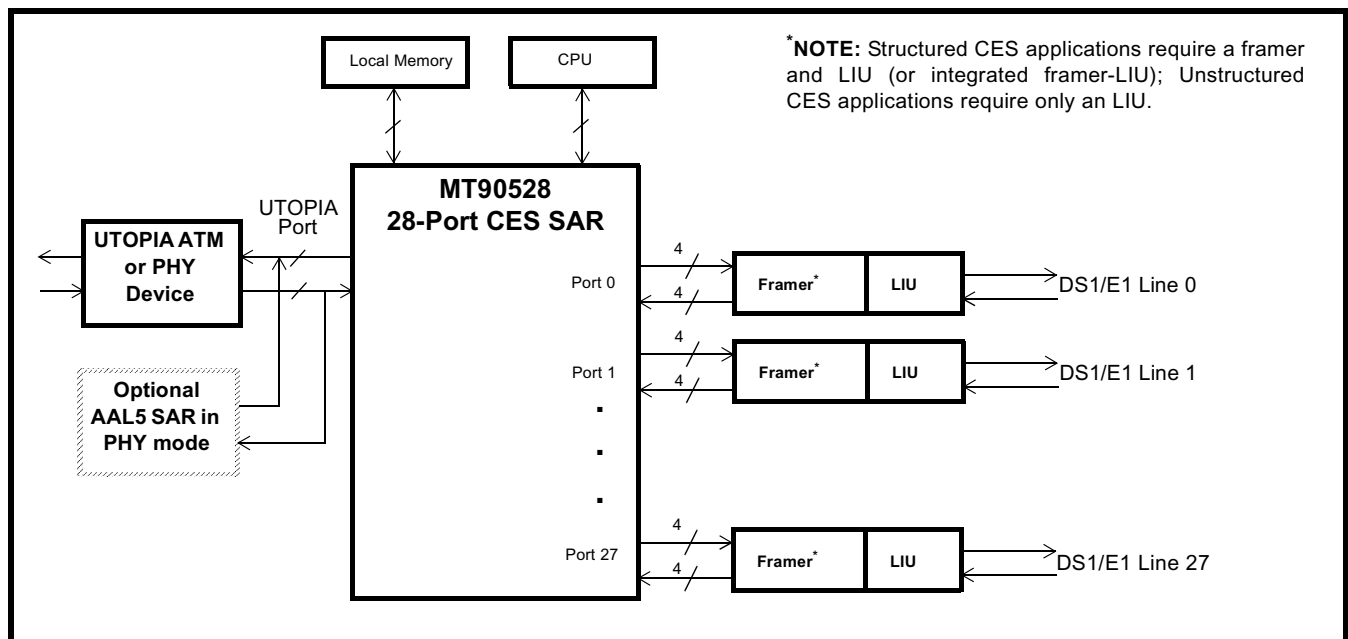 Local Memory
CPU
*NOTE: Structured CES applications require a framer
and LIU (or integrated framer-LIU); Unstructured
CES applications require only an LIU.
MT90528
28-Port CES SAR
UTOPIA
Port
UTOPIA ATM
or PHY
Device
Optional
AAL5 SAR in
PHY mode
Port 0
4
4
Framer*
LIU
DS1/E1 Line 0
Port 1
4
4
Framer*
LIU
DS1/E1 Line 1
.
.
.
Port 27
4
4
Framer*
LIU
DS1/E1 Line 27